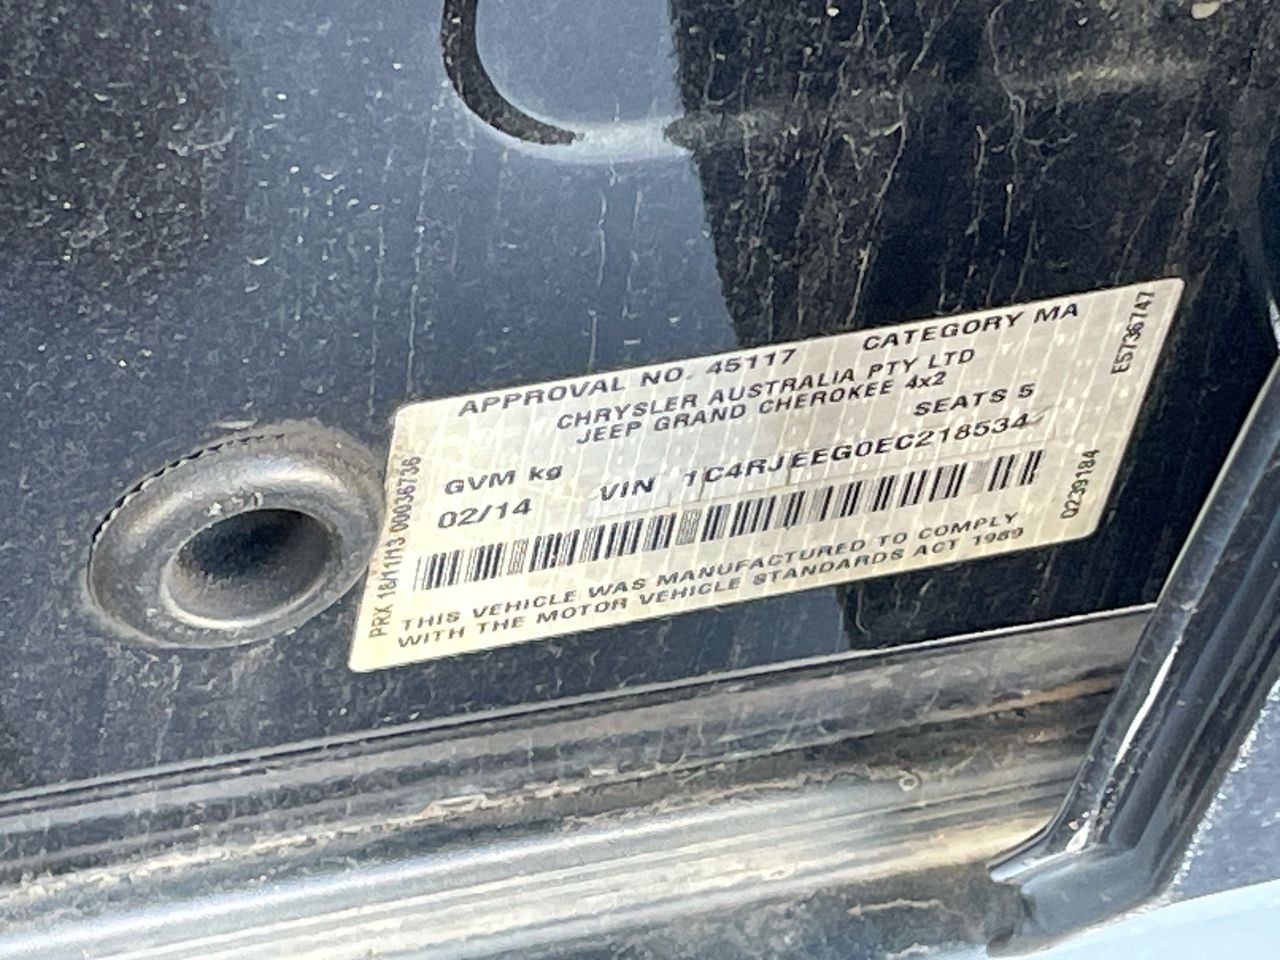 APPROVAL NO. 45117 CATEGORY MA
CHRYSLER AUSTRALIA PTY LTD
JEEP GRAND CHEROKEE 4x2
SEATS 5
GVM kg
02/14 VIN 1C4RJEEG0EC218534
THIS VEHICLE WAS MANUFACTURED TO COMPLY
WITH THE MOTOR VEHICLE STANDARDS ACT 1989
PRX 18/11/13 00036736
E5736747
0239184